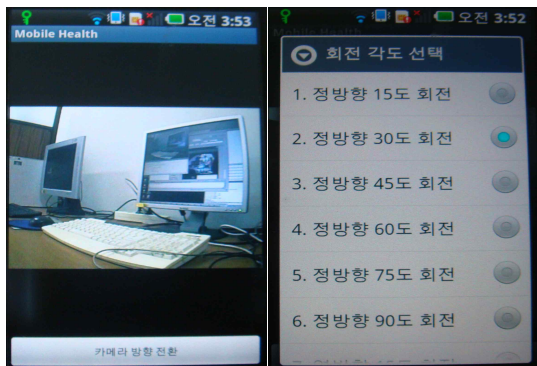 오전 3:53
Mobile Health
카메라 방향 전환
오전 3:52
Mobile Health
회전 각도 선택
1. 정방향 15도 회전
2. 정방향 30도 회전
3. 정방향 45도 회전
4. 정방향 60도 회전
5. 정방향 75도 회전
6. 정방향 90도 회전